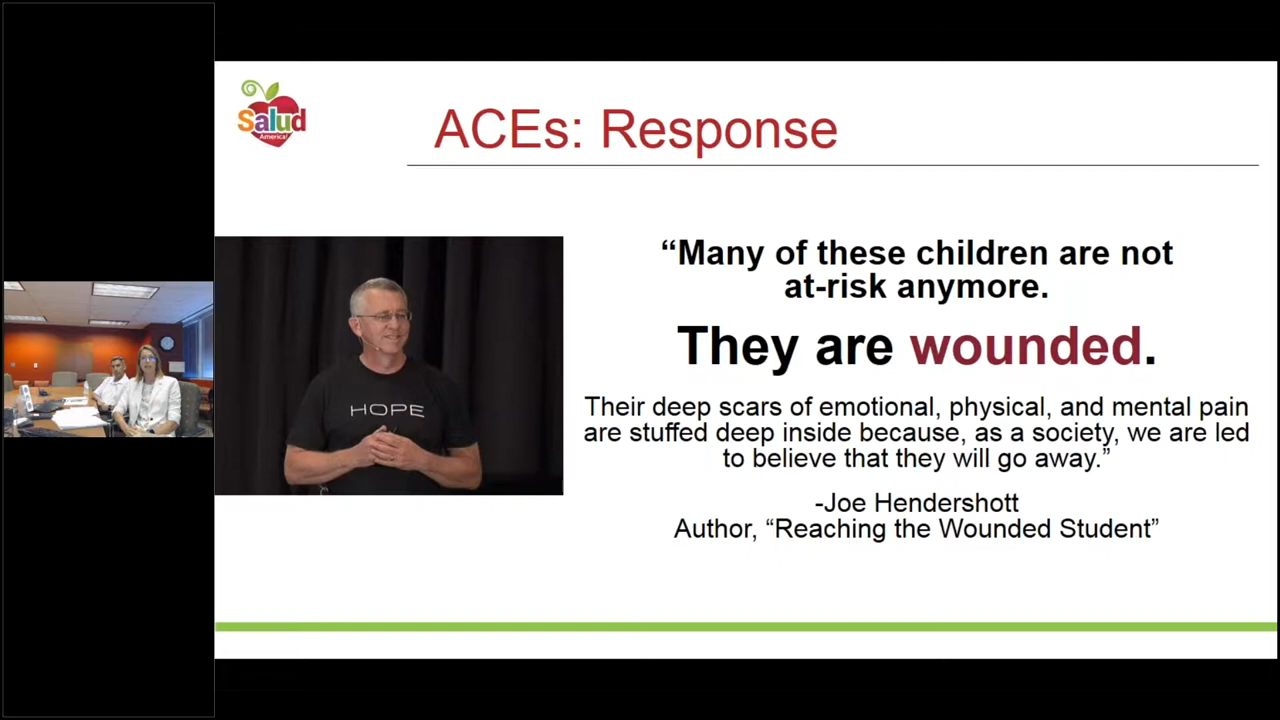 Salud
America!
ACEs: Response
“Many of these children are not
at-risk anymore.
They are wounded.
HOPE
Their deep scars of emotional, physical, and mental pain
are stuffed deep inside because, as a society, we are led
to believe that they will go away.”
-Joe Hendershott
Author, “Reaching the Wounded Student”